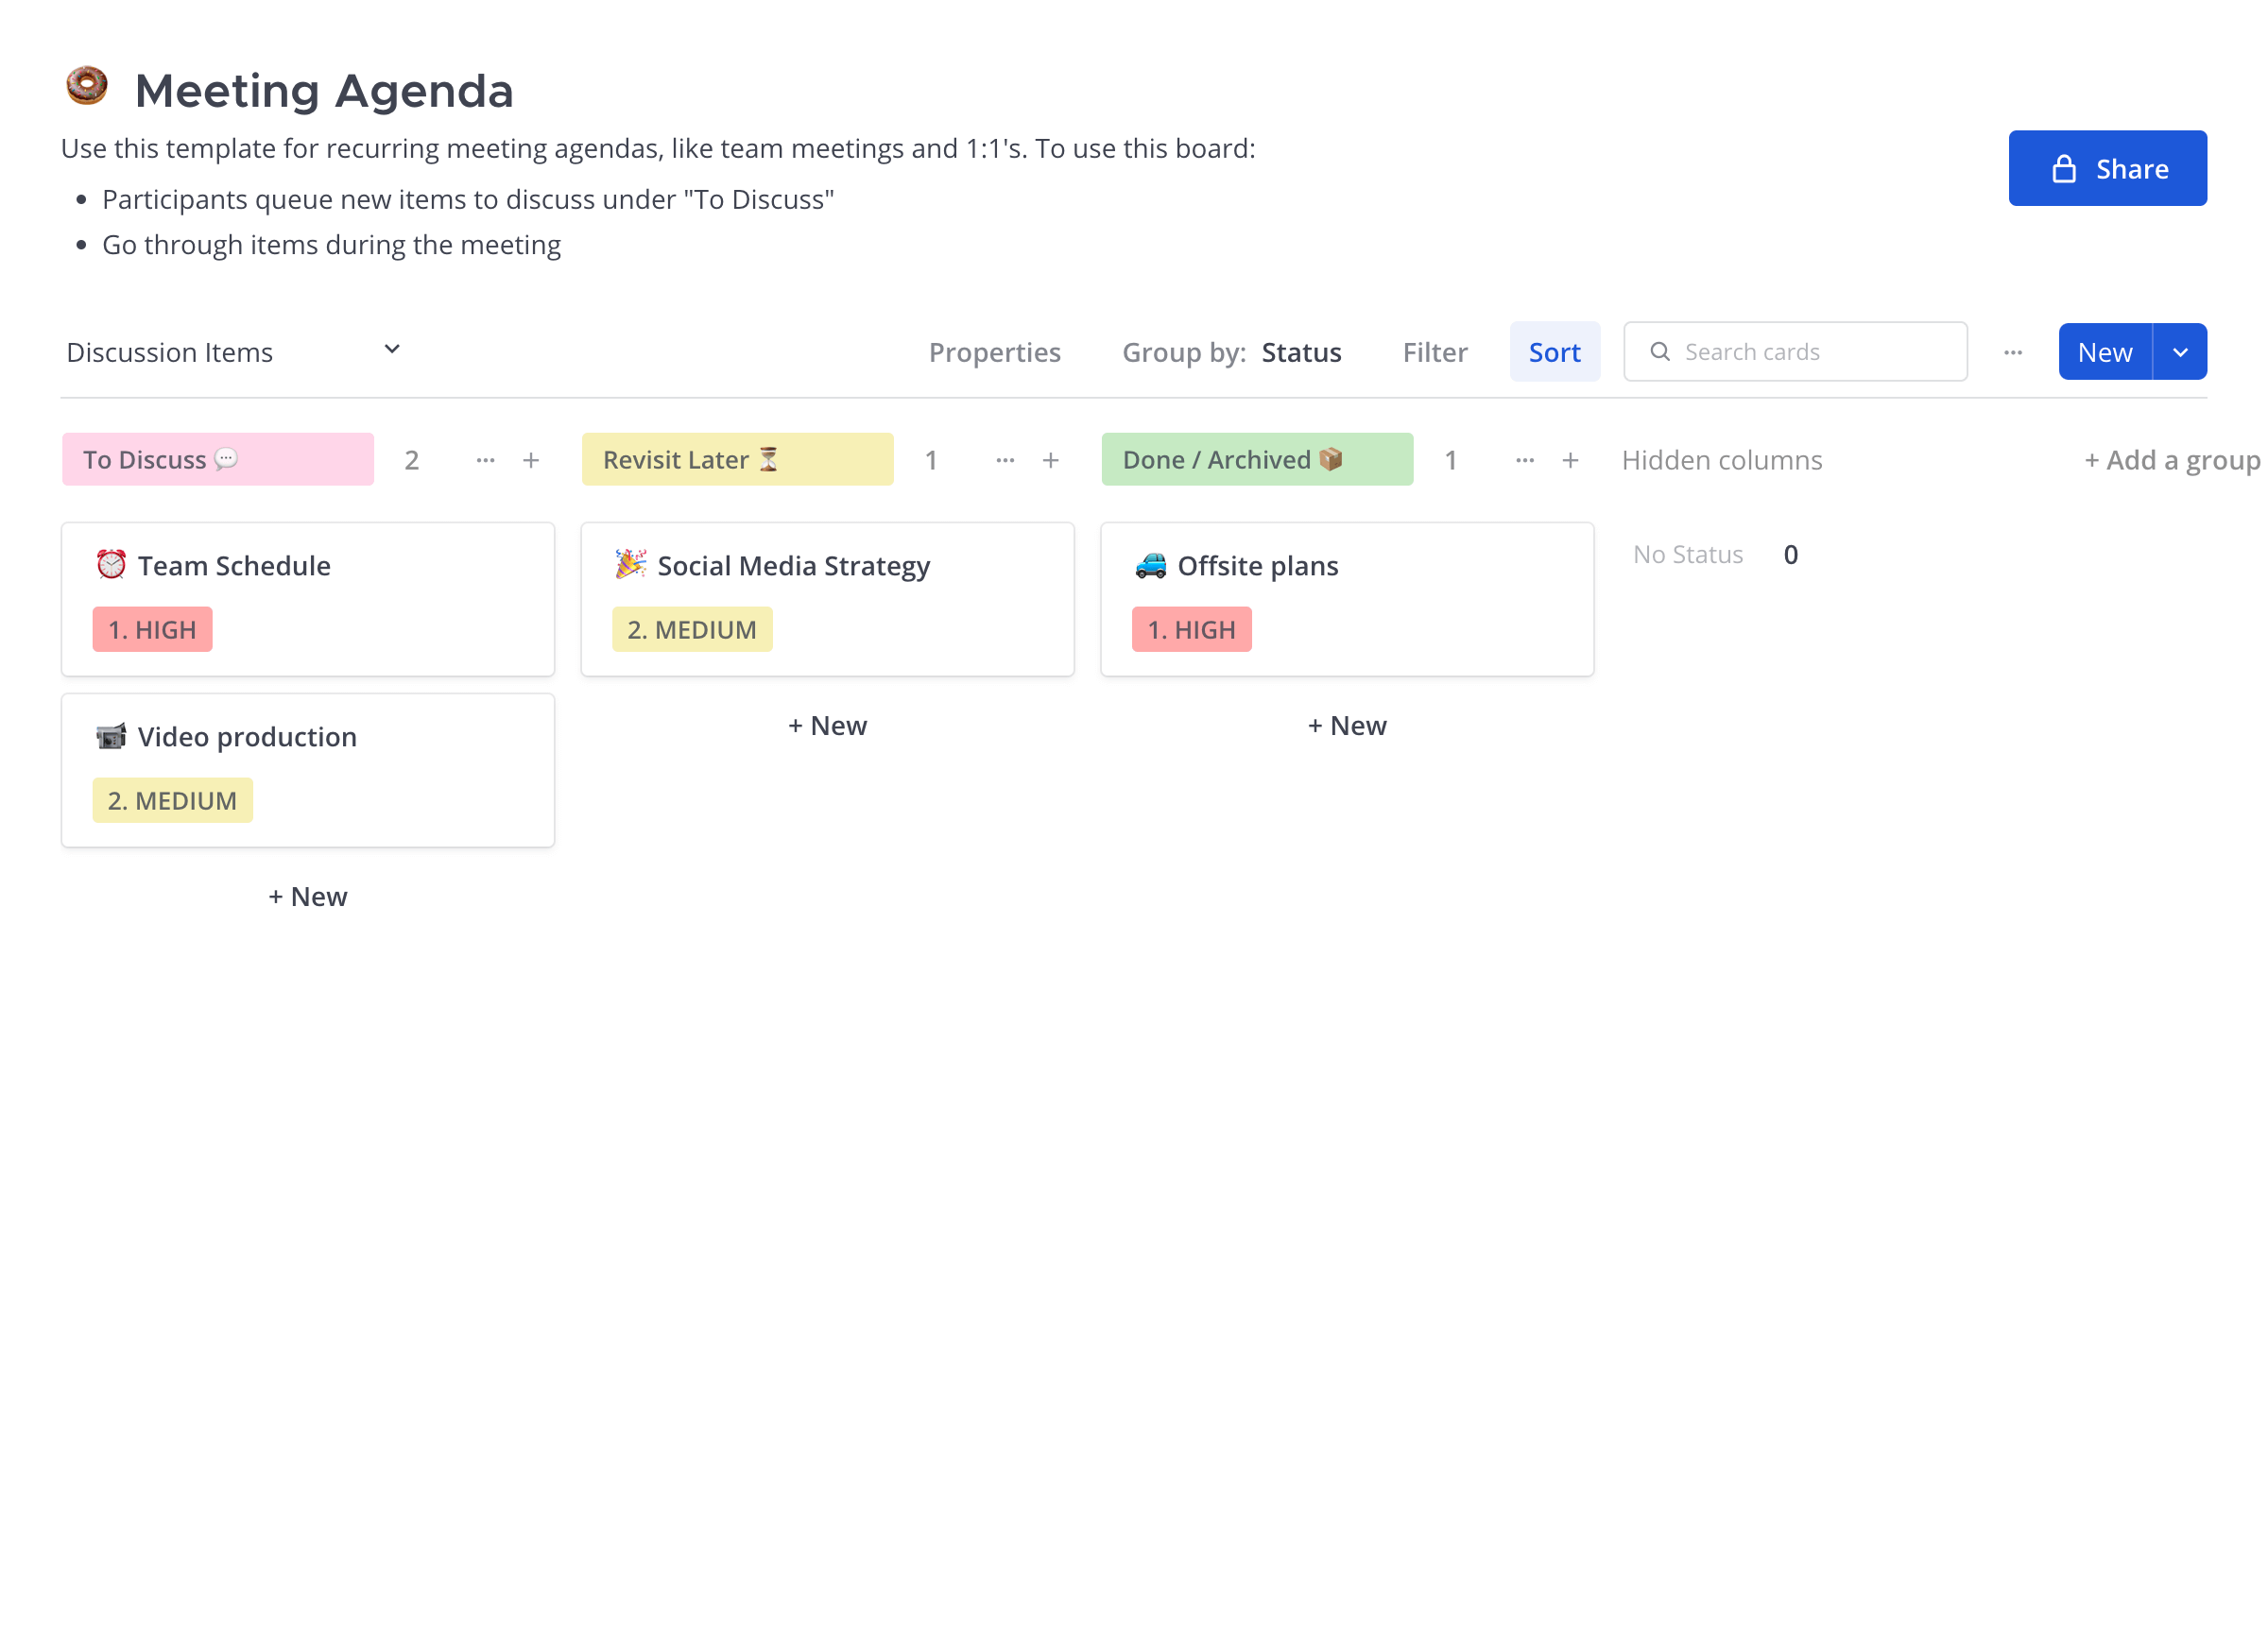 Meeting Agenda
Use this template for recurring meeting agendas, like team meetings and 1:1's. To use this board:
• Participants queue new items to discuss under "To Discuss"
• Go through items during the meeting
Share
Discussion Items
Properties Group by: Status Filter Sort Search cards ··· New
To Discuss 💬 2 ··· + Revisit Later ⏳ 1 ··· + Done / Archived 📦 1 ··· + Hidden columns + Add a group
⏰ Team Schedule
1. HIGH
📹 Video production
2. MEDIUM
+ New
🎉 Social Media Strategy
2. MEDIUM
+ New
🚙 Offsite plans
1. HIGH
+ New
No Status 0